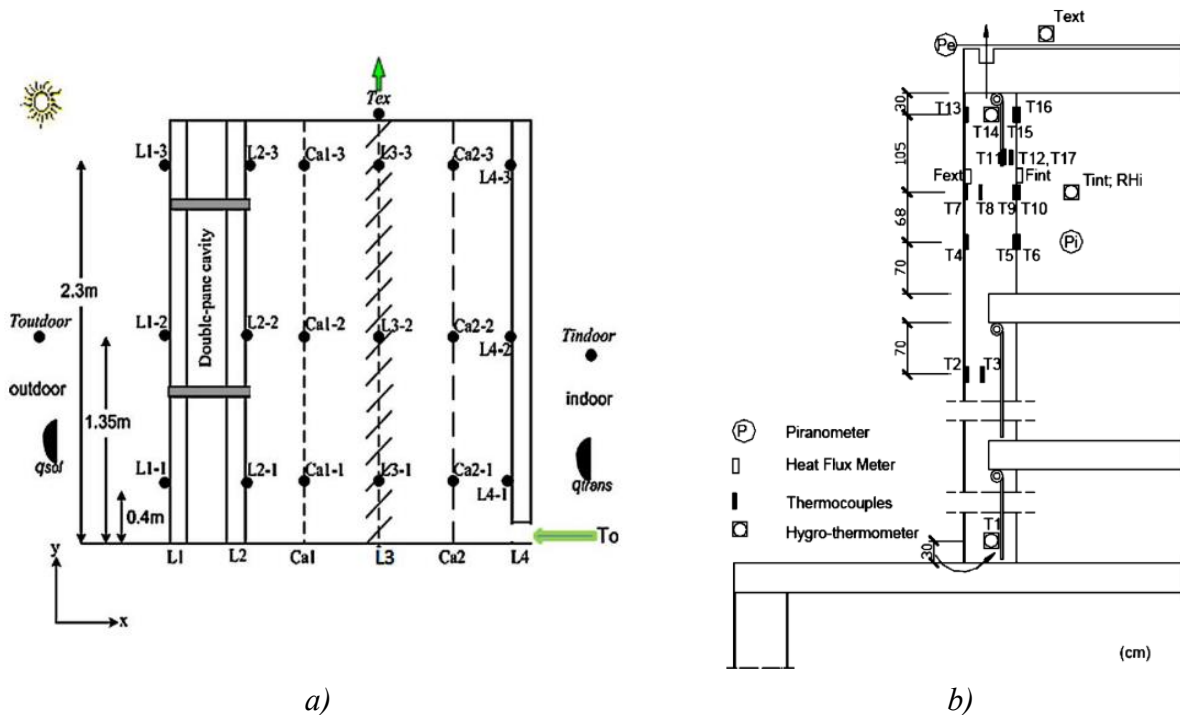 Tex
L1-3
L2-3
Ca1-3
L3-3
Ca2-3
L4-3
Double-pane cavity
2.3m
Toutdoor
L1-2
L2-2
Ca1-2
L3-2
Ca2-2
L4-2
Tindoor
outdoor
indoor
1.35m
qsol
L1-1
L2-1
Ca1-1
L3-1
Ca2-1
L4-1
qtrans
0.4m
To
y
L1
L2
Ca1
L3
Ca2
L4
x
a)
Text
Pe
30
T13
T16
T14
T15
105
T11
T12,T17
Fext
Fint
Tint; RHi
T7
T8
T9
T10
68
T4
T5
T6
Pi
70
70
T2
T3
P
Piranometer
Heat Flux Meter
Thermocouples
Hygro-thermometer
T1
30
(cm)
b)